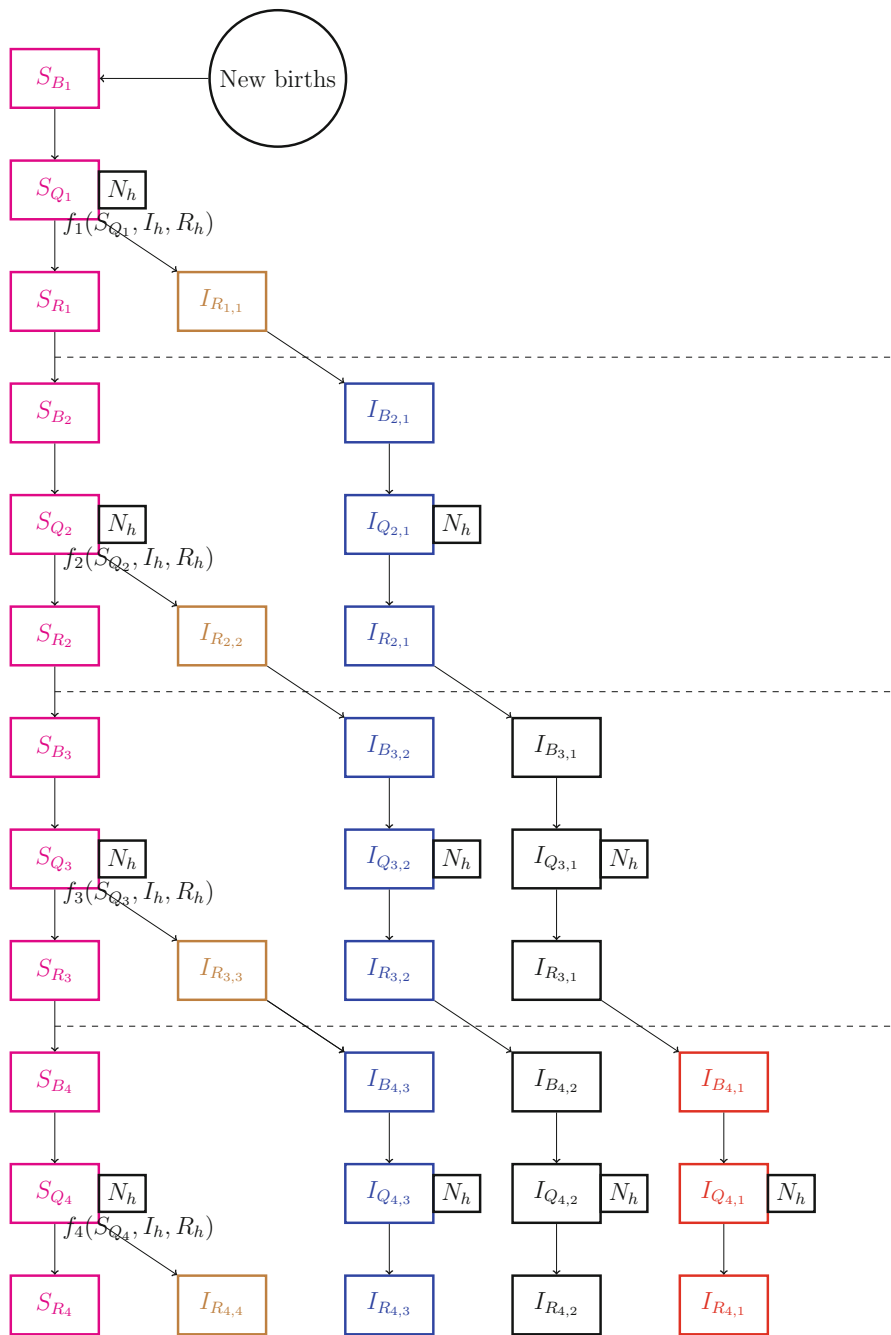 S_{B_1} New births
S_{Q_1} N_h
f_1(S_{Q_1}, I_h, R_h)
S_{R_1} I_{R_{1,1}}
S_{B_2} I_{B_{2,1}}
S_{Q_2} N_h I_{Q_{2,1}} N_h
f_2(S_{Q_2}, I_h, R_h)
S_{R_2} I_{R_{2,2}} I_{R_{2,1}}
S_{B_3} I_{B_{3,2}} I_{B_{3,1}}
S_{Q_3} N_h I_{Q_{3,2}} N_h I_{Q_{3,1}} N_h
f_3(S_{Q_3}, I_h, R_h)
S_{R_3} I_{R_{3,3}} I_{R_{3,2}} I_{R_{3,1}}
S_{B_4} I_{B_{4,3}} I_{B_{4,2}} I_{B_{4,1}}
S_{Q_4} N_h I_{Q_{4,3}} N_h I_{Q_{4,2}} N_h I_{Q_{4,1}} N_h
f_4(S_{Q_4}, I_h, R_h)
S_{R_4} I_{R_{4,4}} I_{R_{4,3}} I_{R_{4,2}} I_{R_{4,1}}